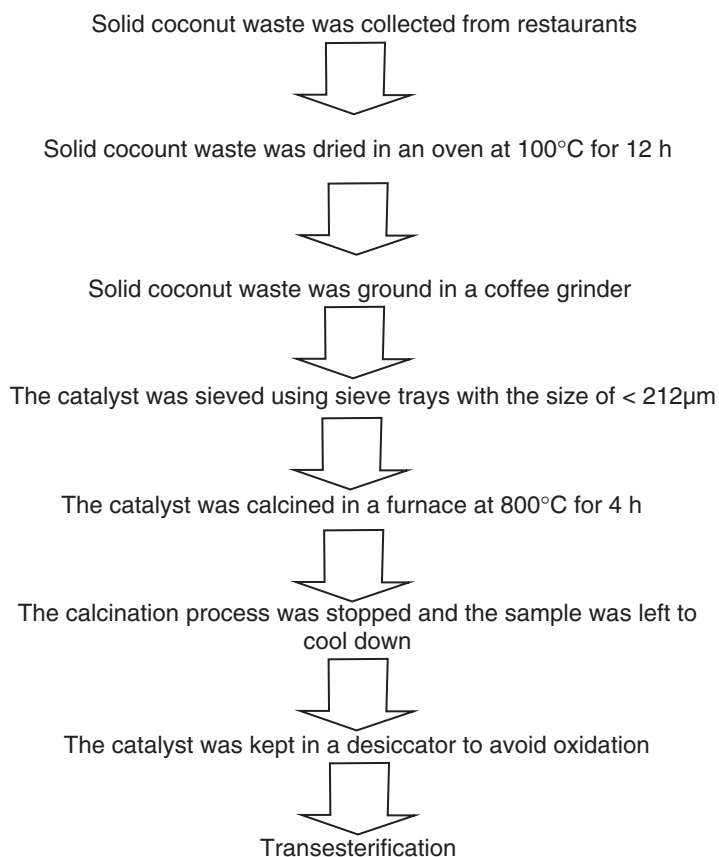 Solid coconut waste was collected from restaurants
Solid cocount waste was dried in an oven at 100°C for 12 h
Solid coconut waste was ground in a coffee grinder
The catalyst was sieved using sieve trays with the size of < 212µm
The catalyst was calcined in a furnace at 800°C for 4 h
The calcination process was stopped and the sample was left to
cool down
The catalyst was kept in a desiccator to avoid oxidation
Transesterification